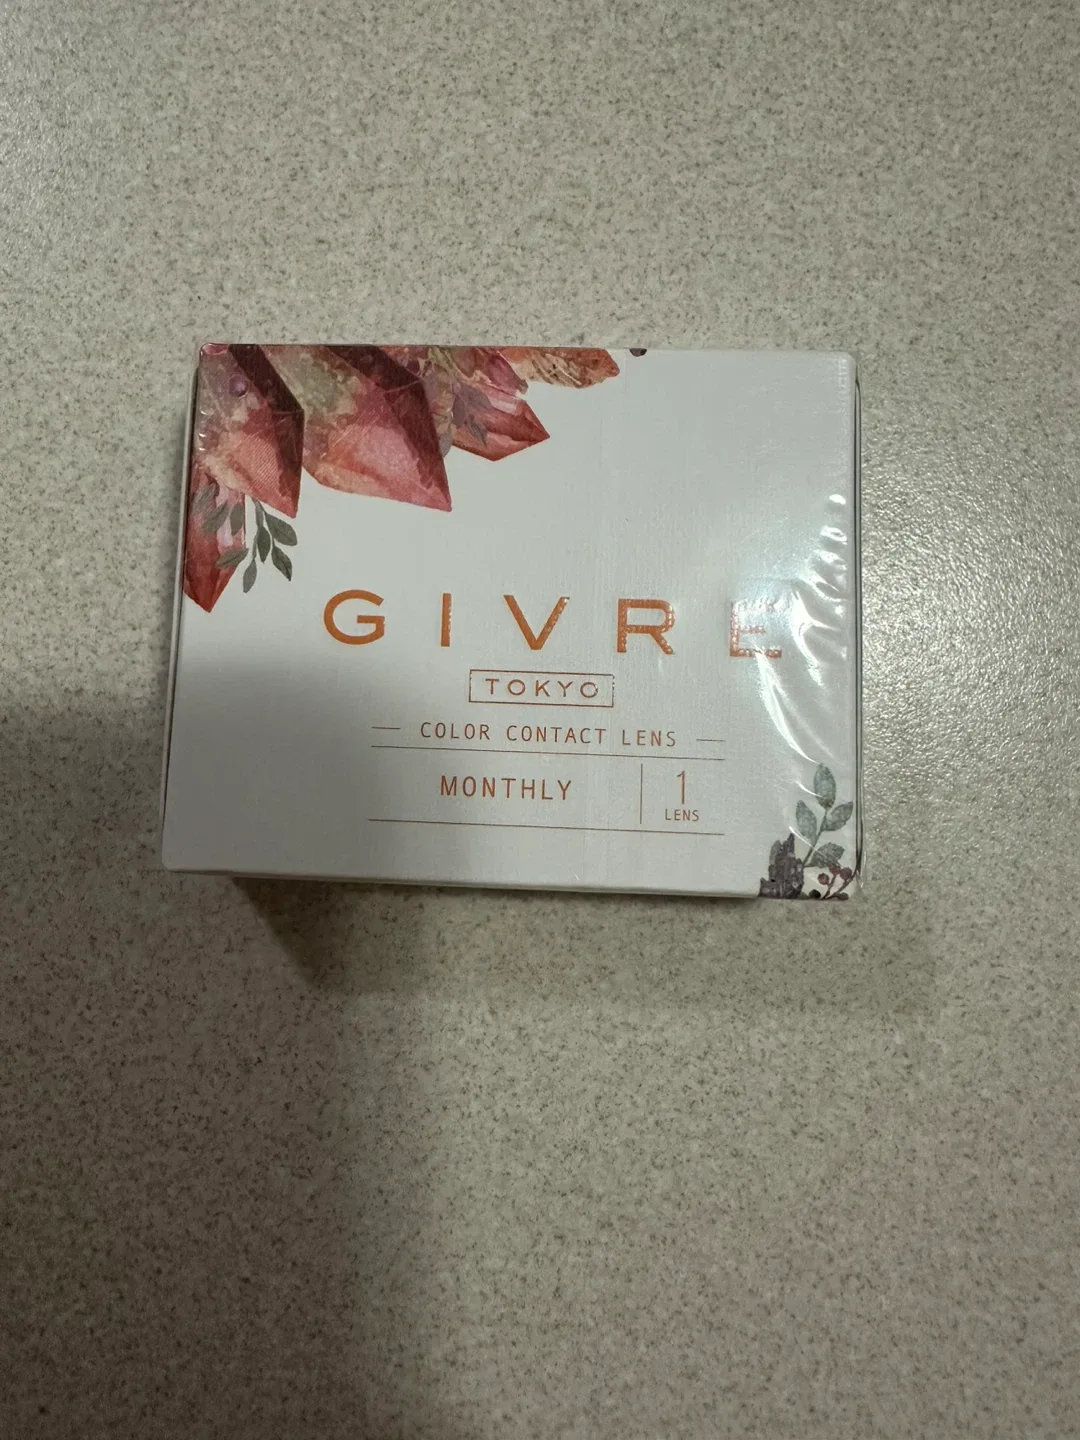 GIVRE
TOKYO
COLOR CONTACT LENS
MONTHLY
1
LENS